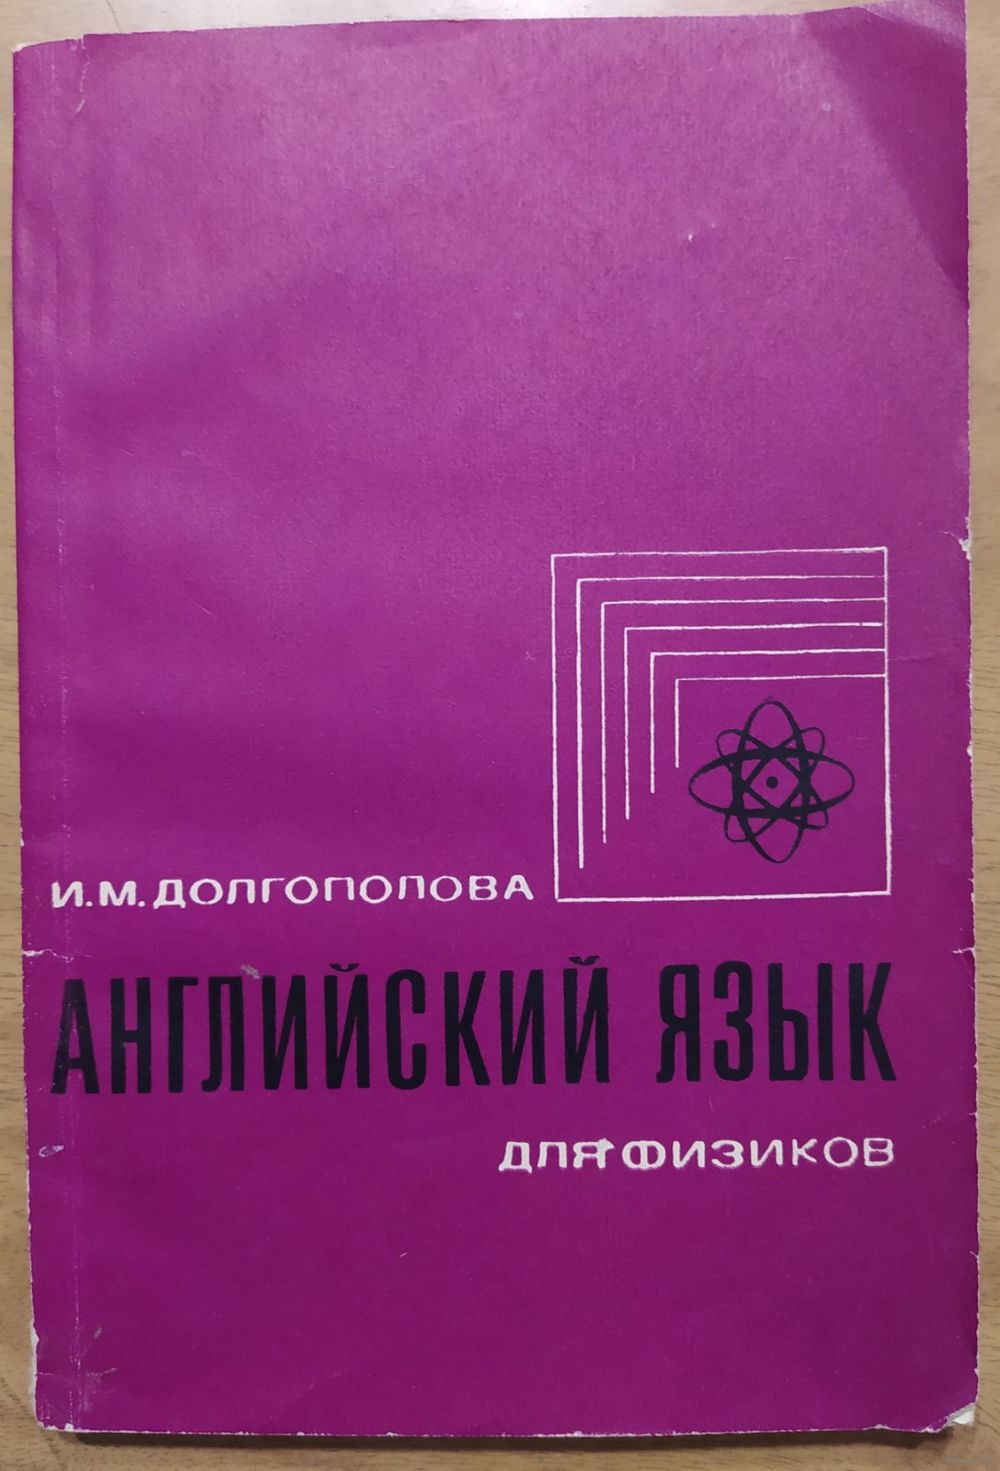 И.М.ДОЛГОПОЛОВА
АНГЛИЙСКИЙ ЯЗЫК
ДЛЯ ФИЗИКОВ